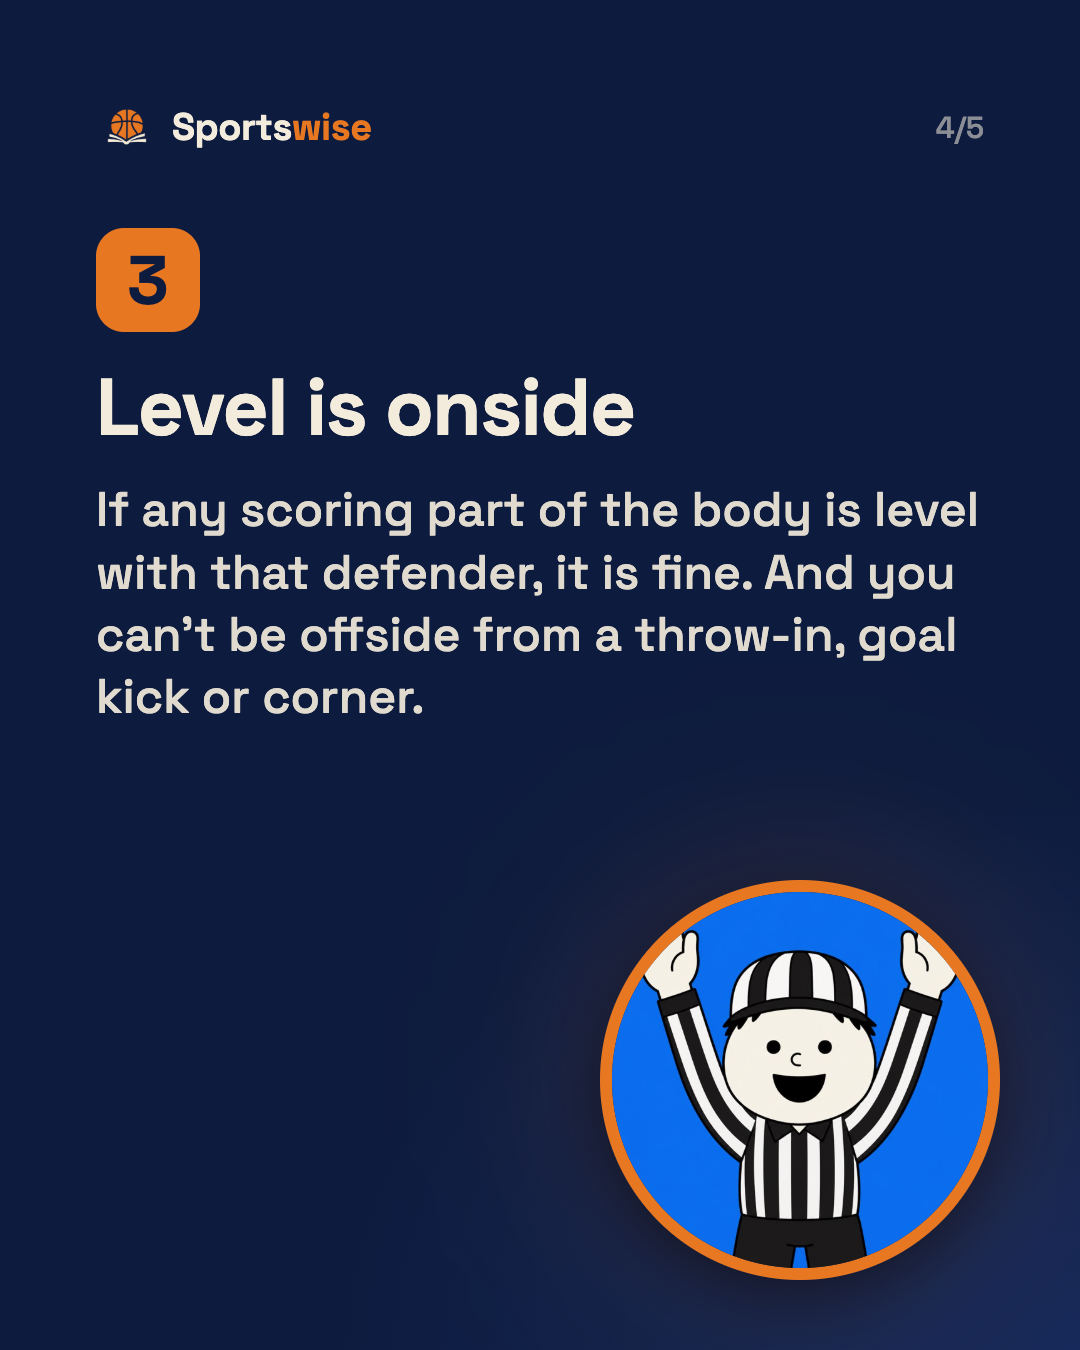 Sportswise
4/5
3
Level is onside
If any scoring part of the body is level
with that defender, it is fine. And you
can’t be offside from a throw-in, goal
kick or corner.